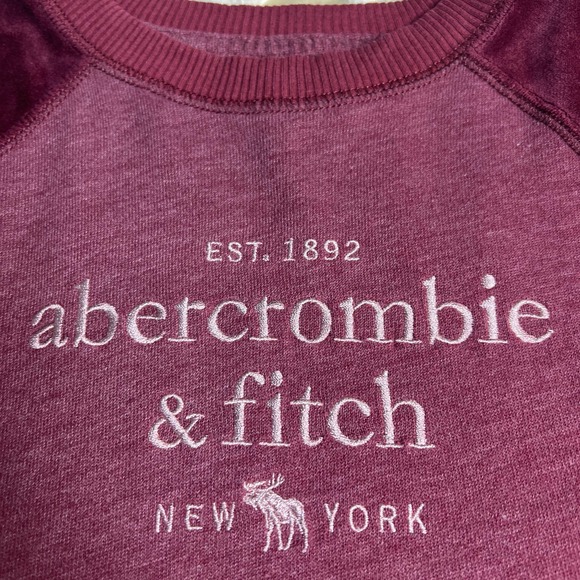 EST. 1892
abercrombie
& fitch
NEW YORK